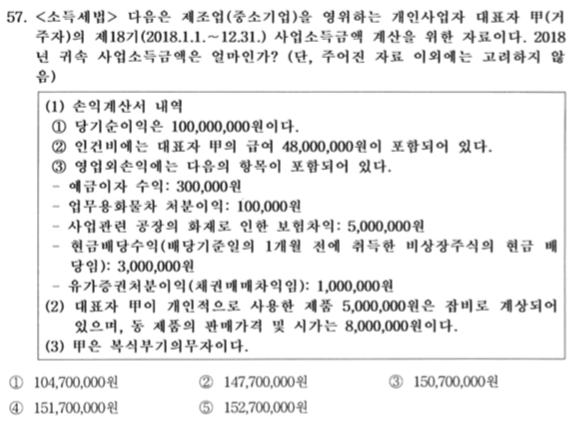 57. <소득세법> 다음은 제조업(중소기업)을 영위하는 개인사업자 대표자 甲(거
주자)의 제18기(2018.1.1.~12.31.) 사업소득금액 계산을 위한 자료이다. 2018
년 귀속 사업소득금액은 얼마인가? (단, 주어진 자료 이외에는 고려하지 않
음)
(1) 손익계산서 내역
① 당기순이익은 100,000,000원이다.
② 인건비에는 대표자 甲의 급여 48,000,000원이 포함되어 있다.
③ 영업외손익에는 다음의 항목이 포함되어 있다.
- 예금이자 수익: 300,000원
- 업무용화물차 처분이익: 100,000원
- 사업관련 공장의 화재로 인한 보험차익: 5,000,000원
- 현금배당수익(배당기준일의 1개월 전에 취득한 비상장주식의 현금 배
당임): 3,000,000원
- 유가증권처분이익(채권매매차익임): 1,000,000원
(2) 대표자 甲이 개인적으로 사용한 제품 5,000,000원은 잡비로 계상되어
있으며, 동 제품의 판매가격 및 시가는 8,000,000원이다.
(3) 甲은 복식부기의무자이다.
① 104,700,000원 ② 147,700,000원 ③ 150,700,000원
④ 151,700,000원 ⑤ 152,700,000원